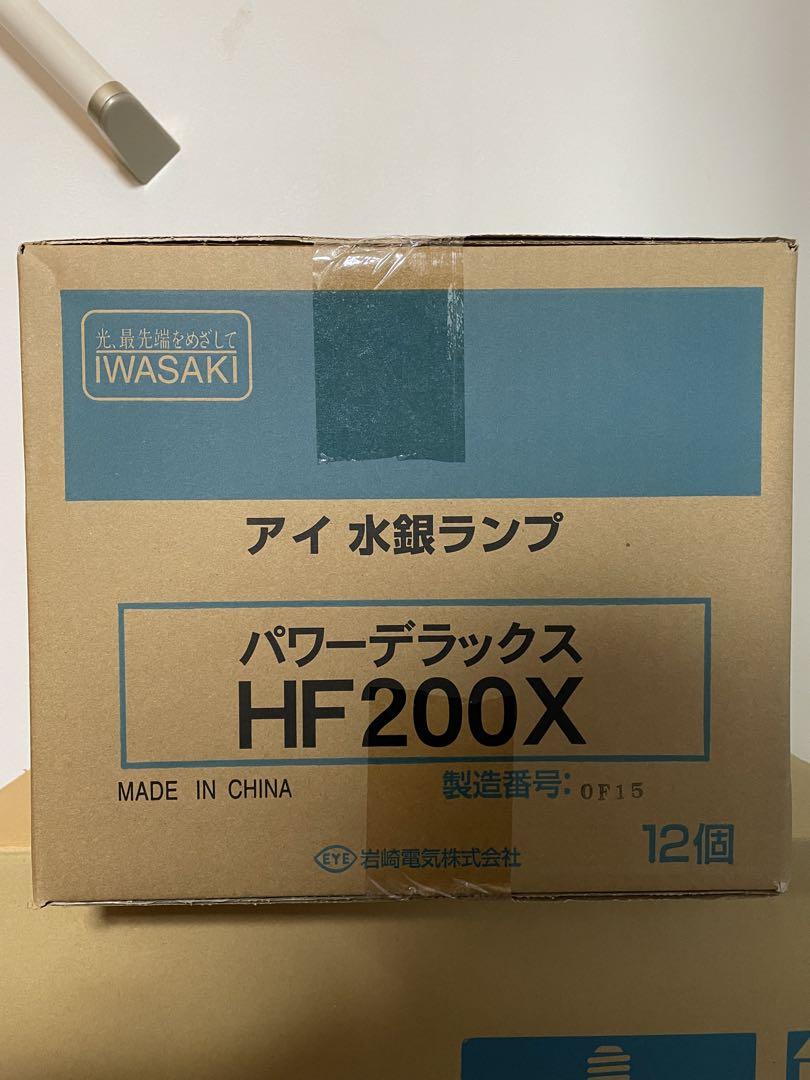 光、最先端をめざして
IWASAKI
アイ 水銀ランプ
パワーデラックス
HF200X
MADE IN CHINA
製造番号: 0F15
12個
EYE 岩崎電気株式会社